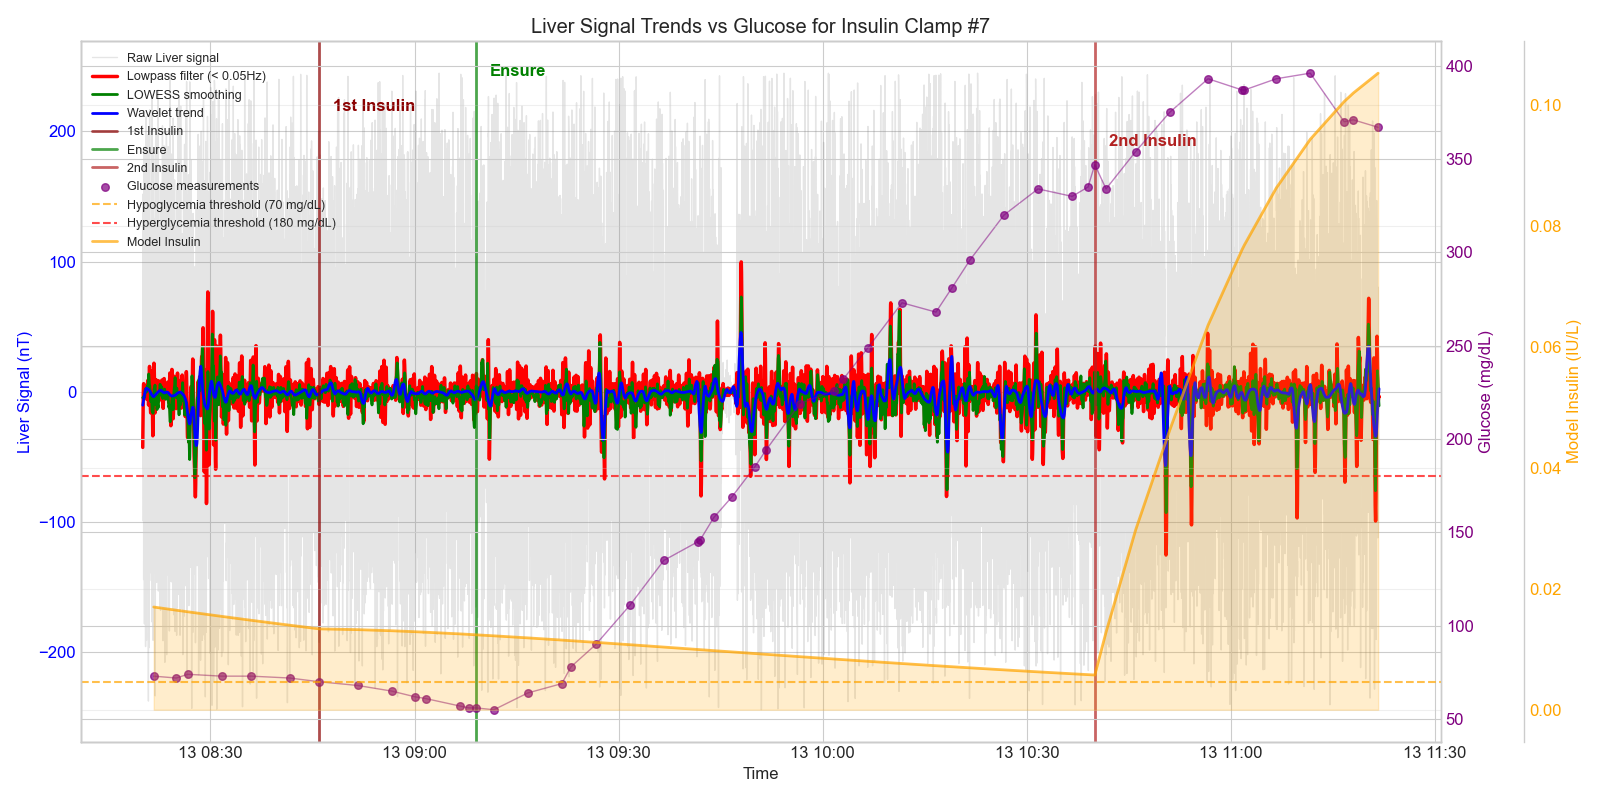 Liver Signal Trends vs Glucose for Insulin Clamp #7
Raw Liver signal
Lowpass filter (< 0.05Hz)
LOWESS smoothing
Wavelet trend
1st Insulin
Ensure
2nd Insulin
Glucose measurements
Hypoglycemia threshold (70 mg/dL)
Hyperglycemia threshold (180 mg/dL)
Model Insulin
1st Insulin
Ensure
2nd Insulin
Liver Signal (nT)
200
100
0
−100
−200
400
350
300
250
200
150
100
50
Glucose (mg/dL)
0.10
0.08
0.06
0.04
0.02
0.00
Model Insulin (IU/L)
13 08:30
13 09:00
13 09:30
13 10:00
13 10:30
13 11:00
13 11:30
Time